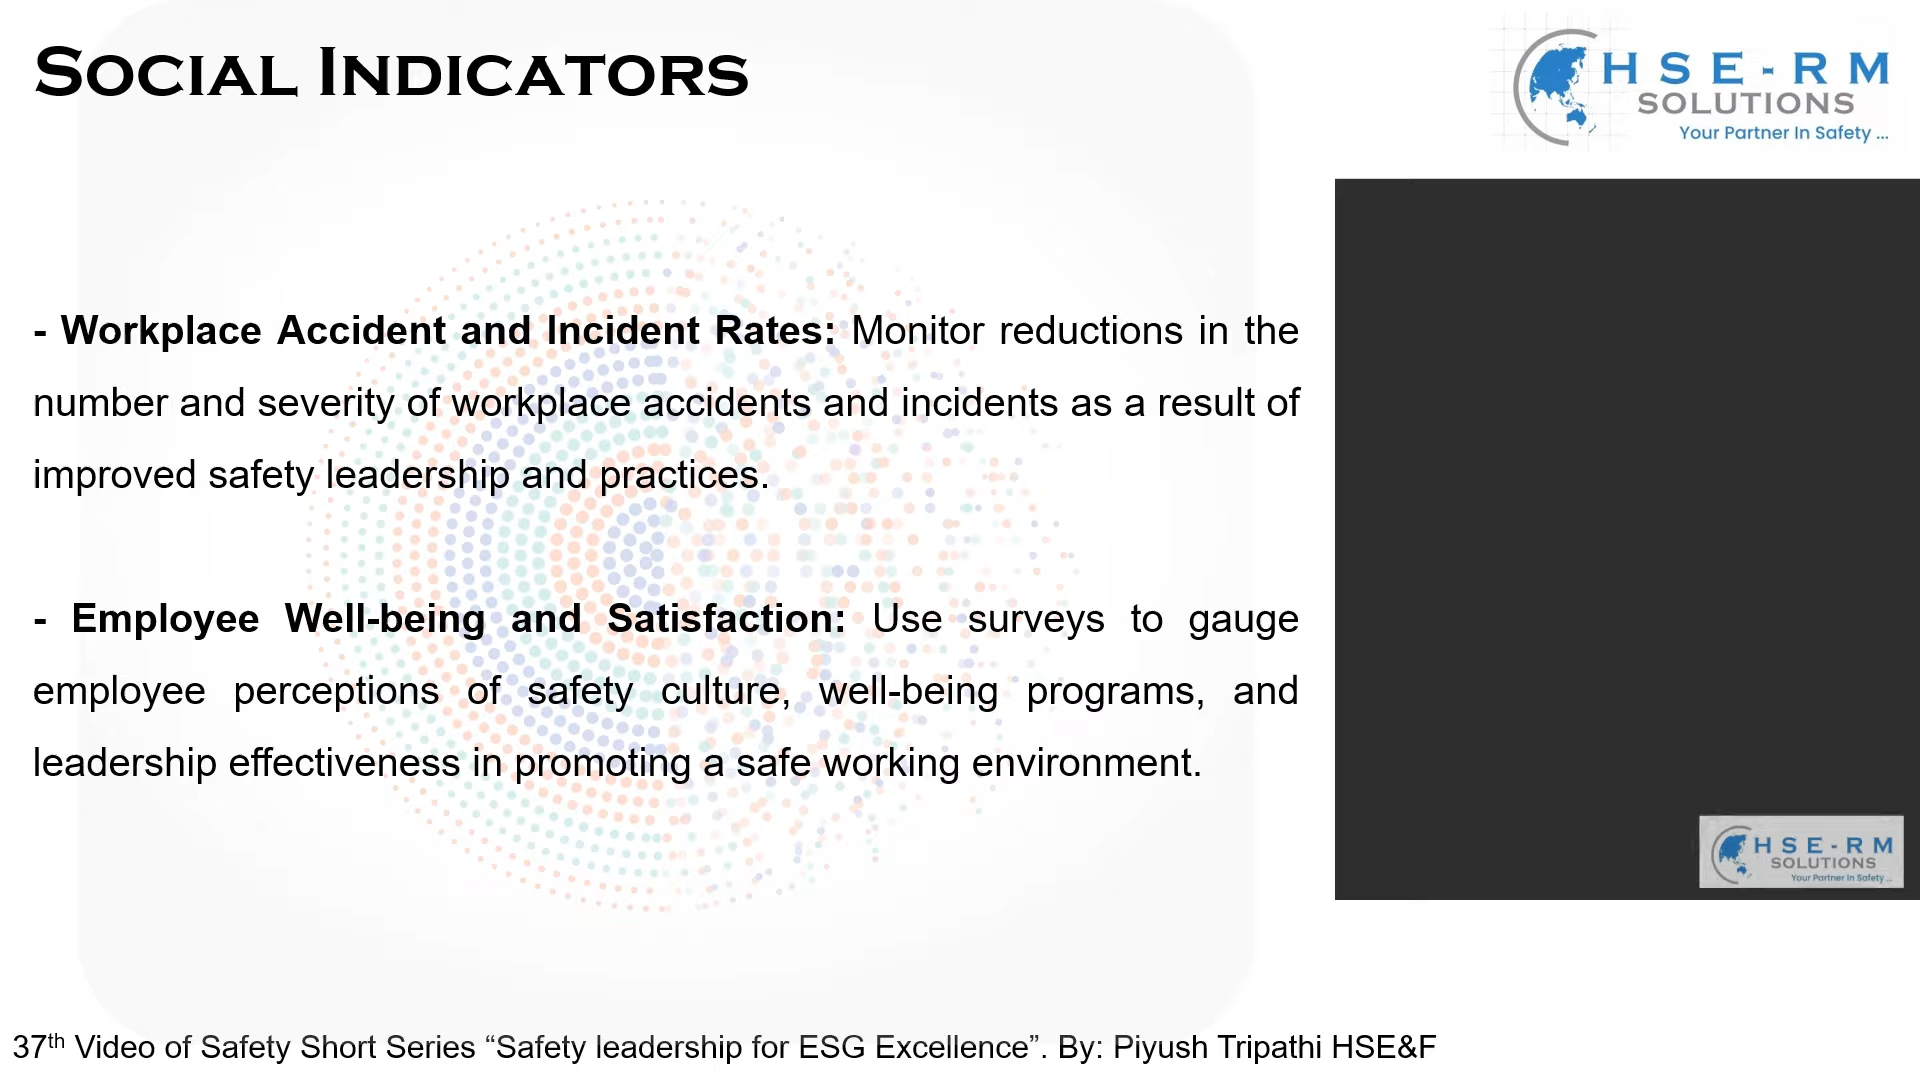 Social Indicators
HSE-RM
SOLUTIONS
Your Partner In Safety ...
- Workplace Accident and Incident Rates: Monitor reductions in the
number and severity of workplace accidents and incidents as a result of
improved safety leadership and practices.
- Employee Well-being and Satisfaction: Use surveys to gauge
employee perceptions of safety culture, well-being programs, and
leadership effectiveness in promoting a safe working environment.
HSE-RM
SOLUTIONS
Your Partner In Safety ...
37th Video of Safety Short Series “Safety leadership for ESG Excellence”. By: Piyush Tripathi HSE&F